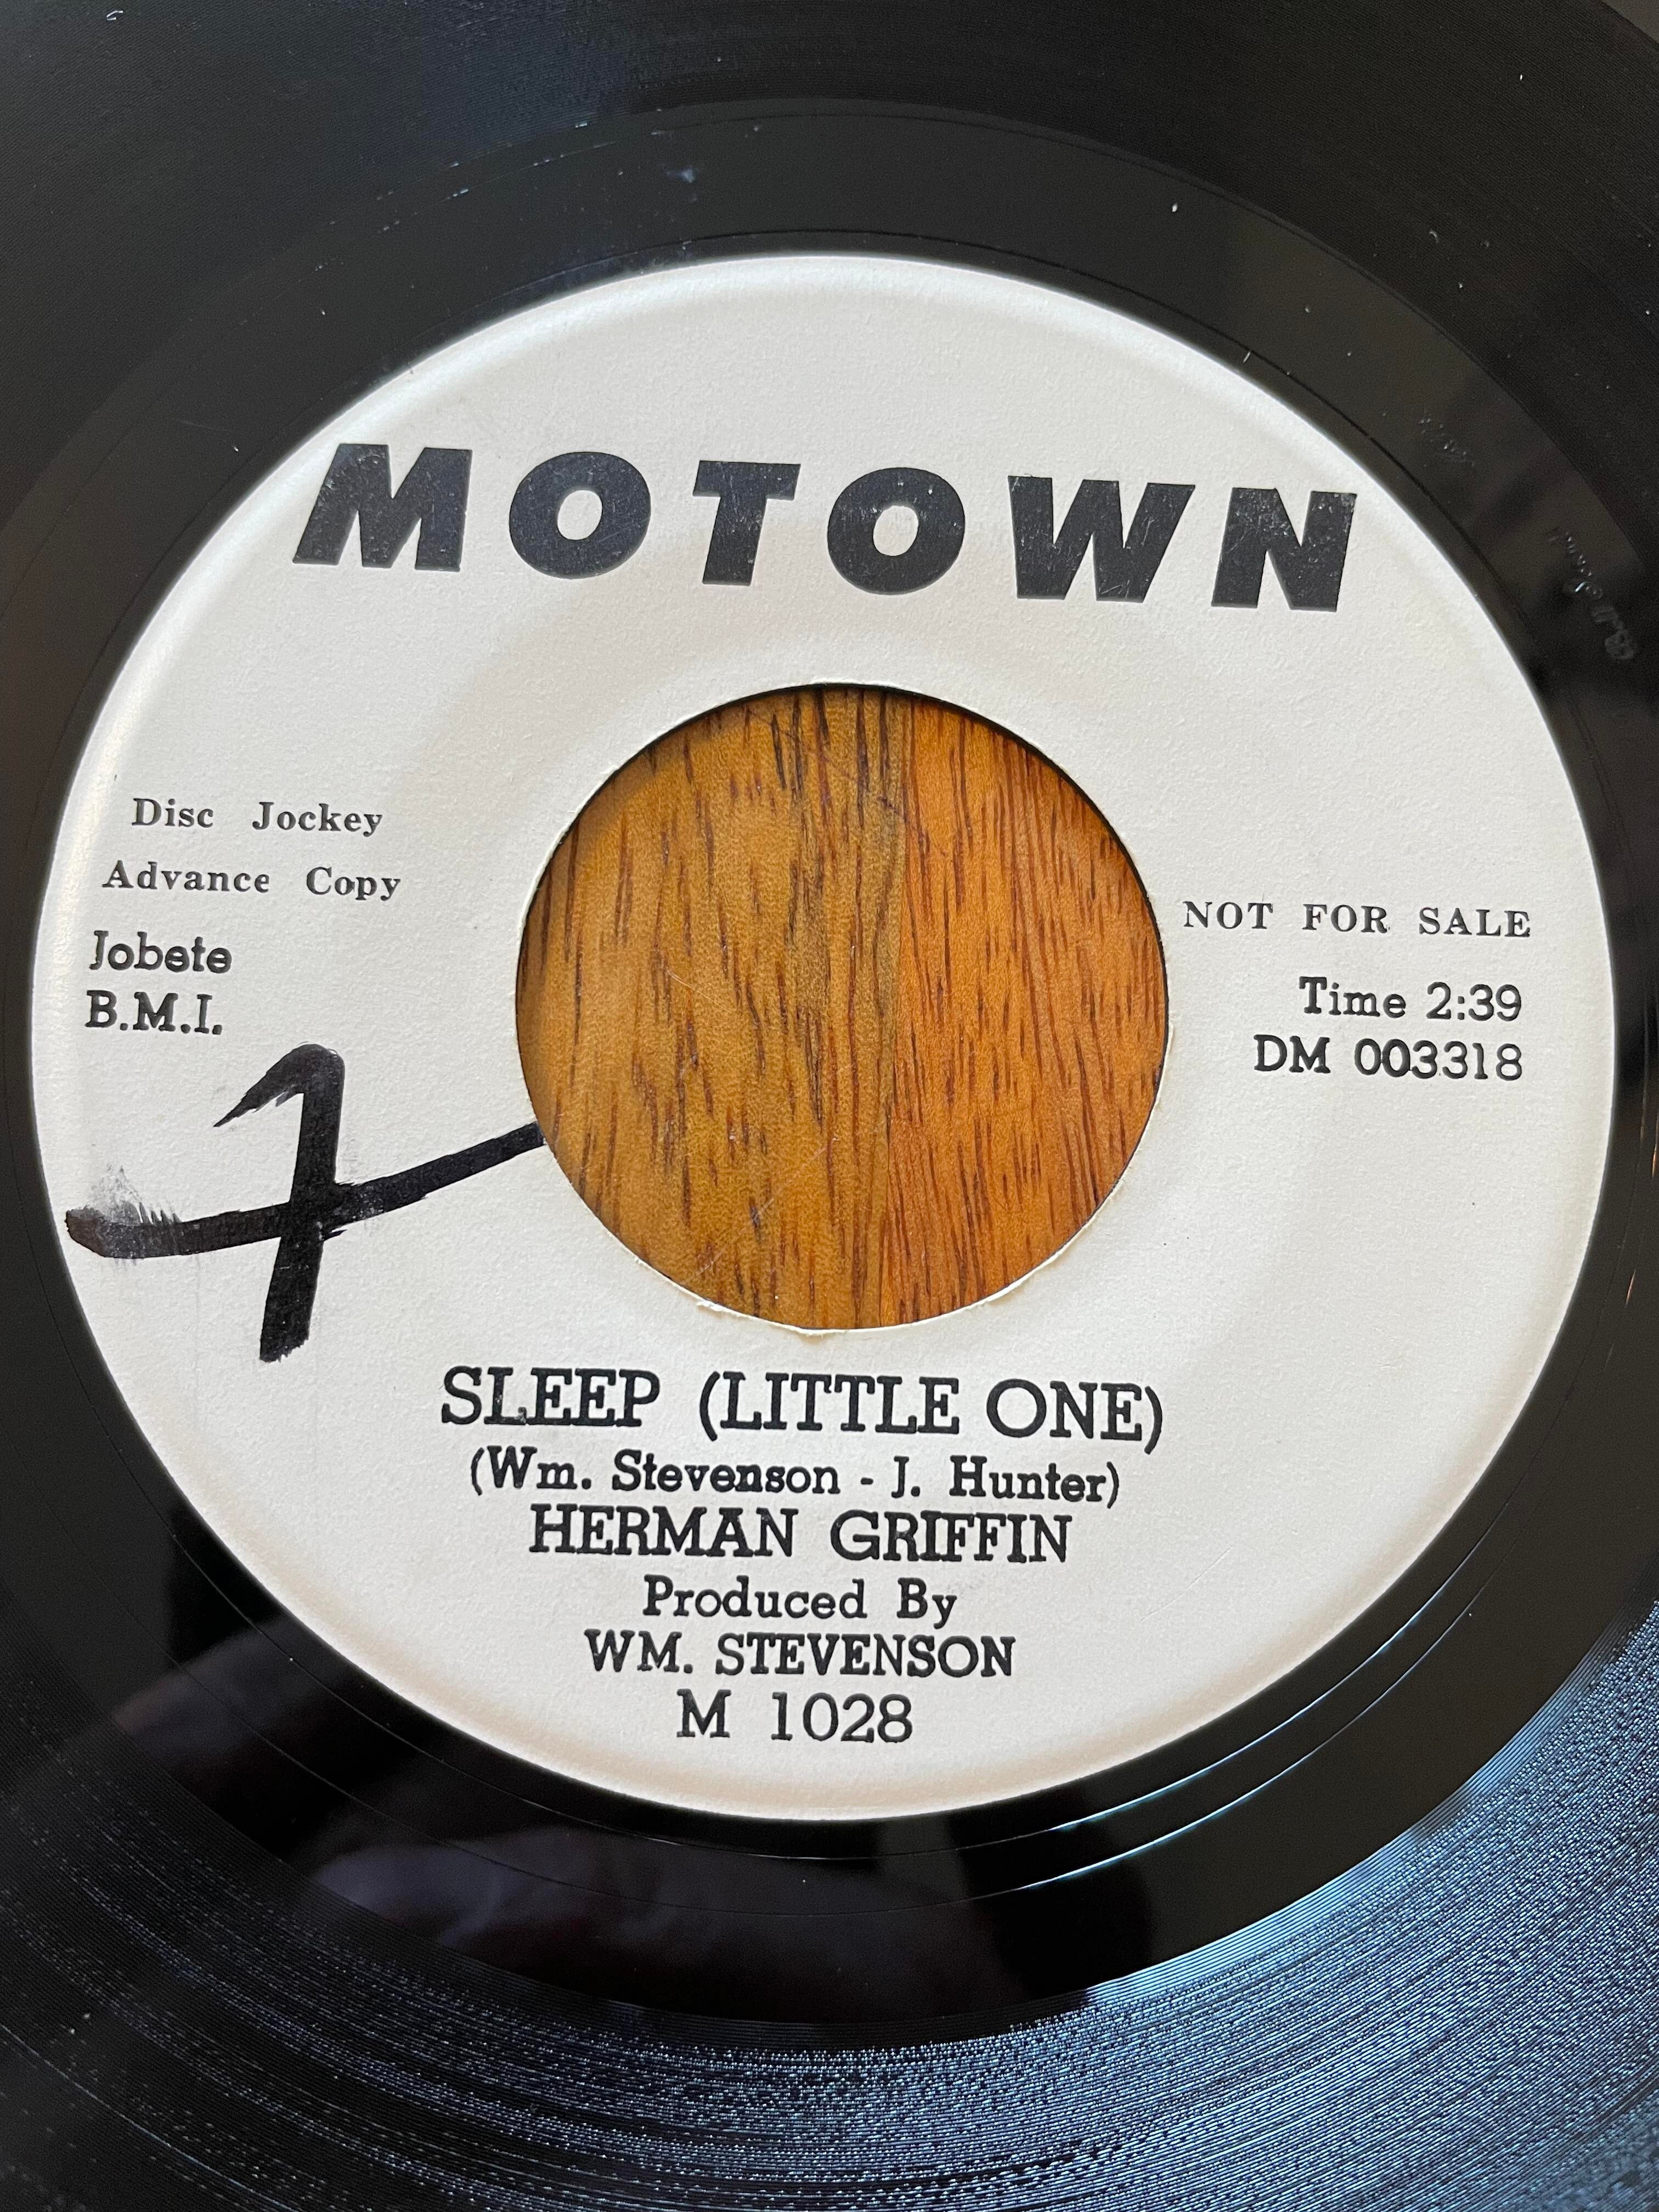 MOTOWN
Disc Jockey
Advance Copy
Jobete
B.M.I.
NOT FOR SALE
Time 2:39
DM 003318
SLEEP (LITTLE ONE)
(Wm. Stevenson - J. Hunter)
HERMAN GRIFFIN
Produced By
WM. STEVENSON
M 1028